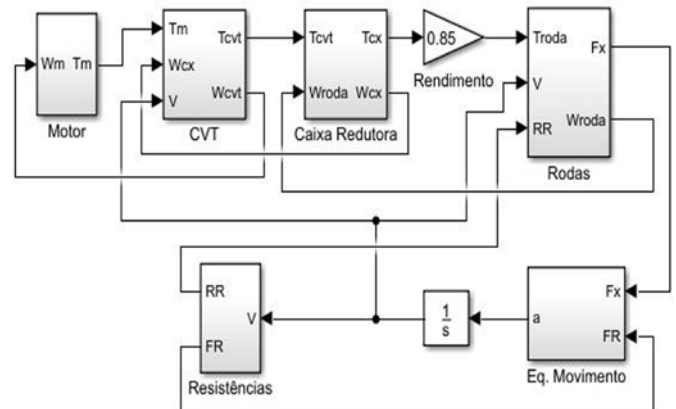 Wm Tm
Motor
Tm
Wcx
V
Tcvt
Wcvt
CVT
Tcvt
Wroda
Tcx
Wcx
Caixa Redutora
0.85
Rendimento
Troda
V
RR
Fx
Wroda
Rodas
RR
FR
V
Resistências
1
s
a
Fx
FR
Eq. Movimento